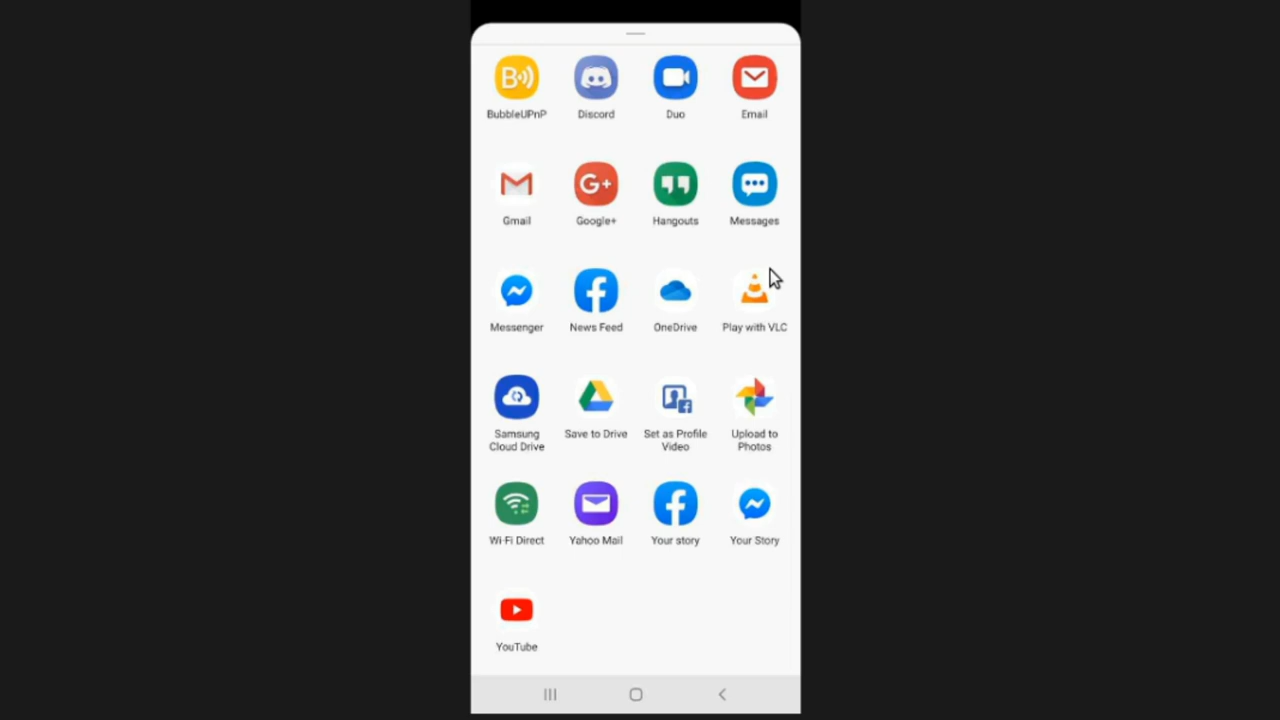 BubbleUPnP
Discord
Duo
Email
Gmail
Google+
Hangouts
Messages
Messenger
News Feed
OneDrive
Play with VLC
Samsung
Cloud Drive
Save to Drive
Set as Profile
Video
Upload to
Photos
Wi-Fi Direct
Yahoo Mail
Your story
Your Story
YouTube